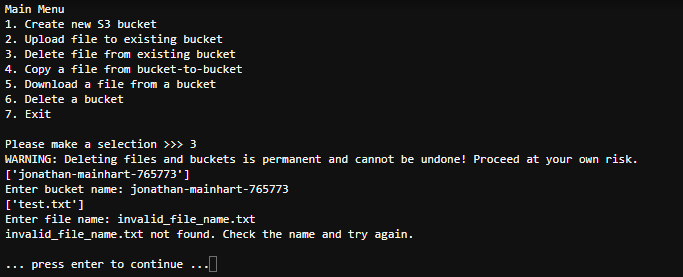 Main Menu
1. Create new S3 bucket
2. Upload file to existing bucket
3. Delete file from existing bucket
4. Copy a file from bucket-to-bucket
5. Download a file from a bucket
6. Delete a bucket
7. Exit
Please make a selection >>> 3
WARNING: Deleting files and buckets is permanent and cannot be undone! Proceed at your own risk.
['jonathan-mainhart-765773']
Enter bucket name: jonathan-mainhart-765773
['test.txt']
Enter file name: invalid_file_name.txt
invalid_file_name.txt not found. Check the name and try again.
... press enter to continue ...